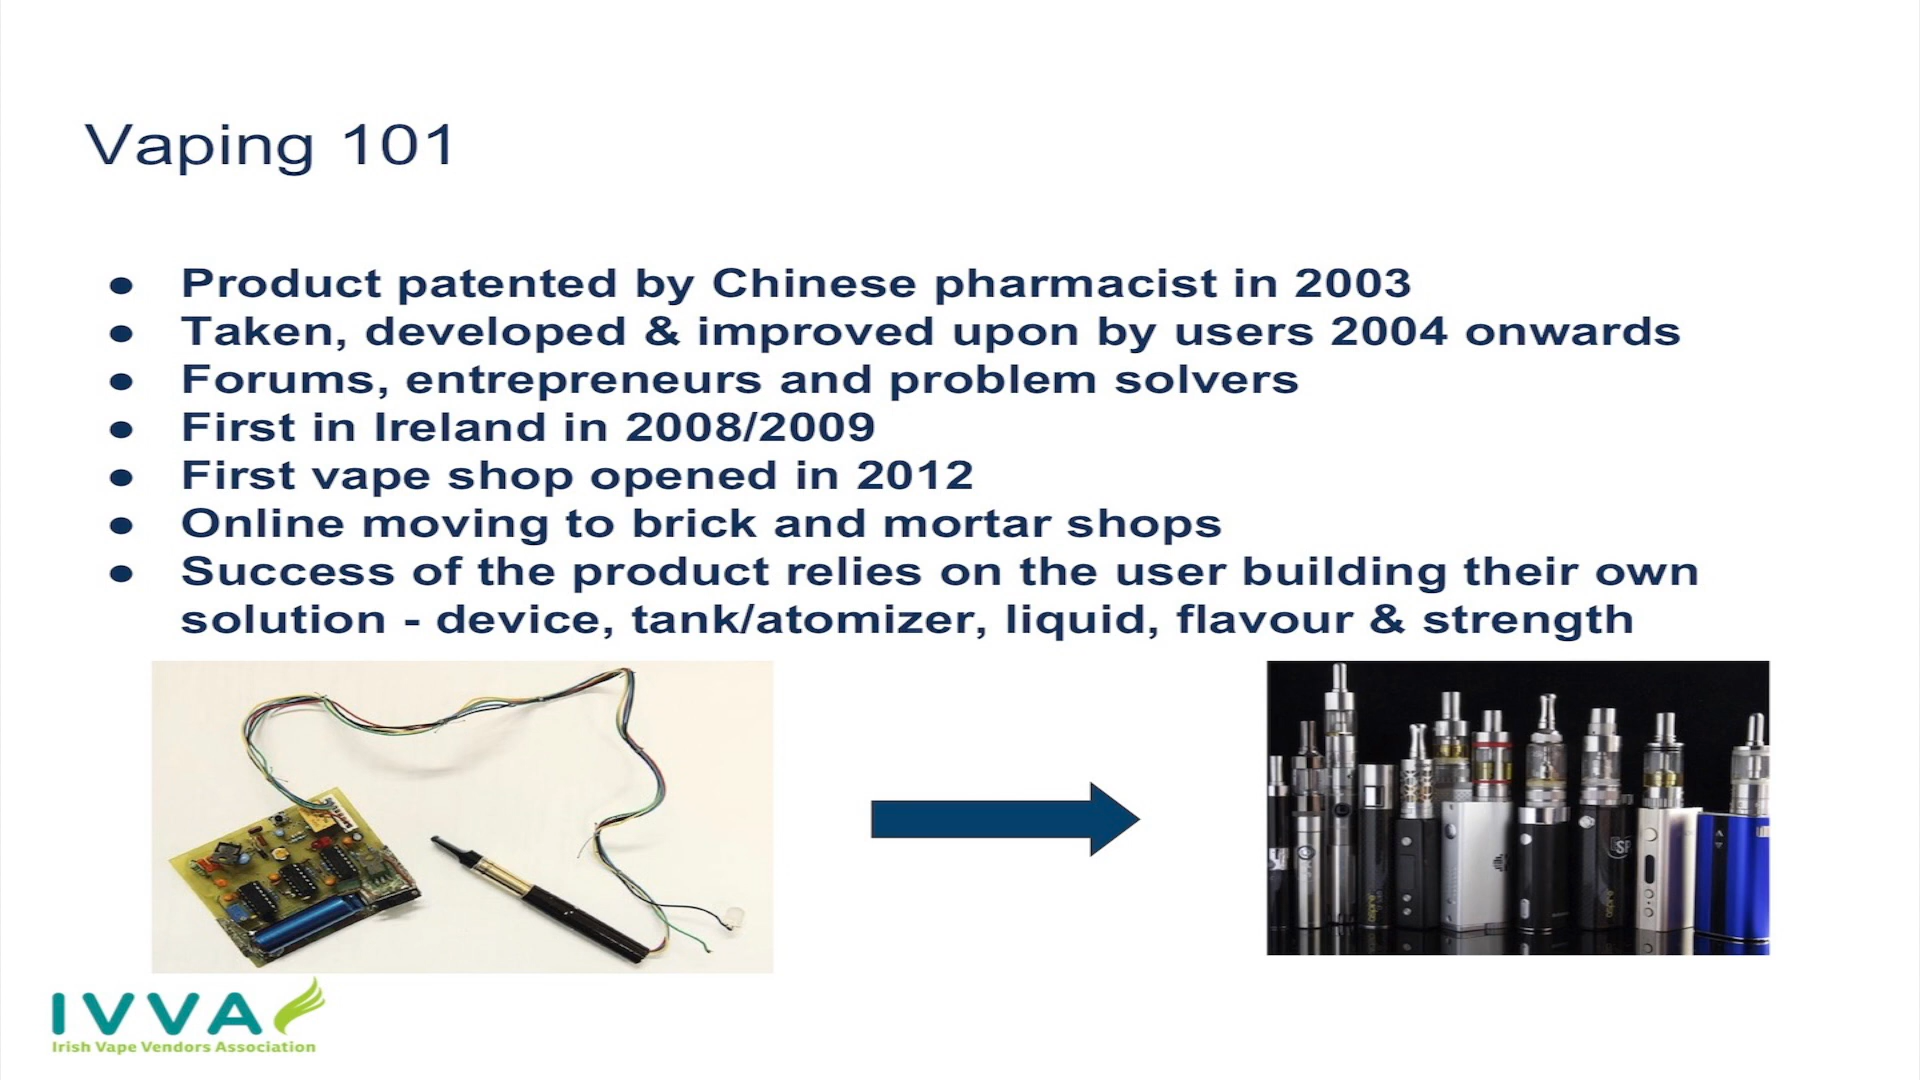 Vaping 101
● Product patented by Chinese pharmacist in 2003
● Taken, developed & improved upon by users 2004 onwards
● Forums, entrepreneurs and problem solvers
● First in Ireland in 2008/2009
● First vape shop opened in 2012
● Online moving to brick and mortar shops
● Success of the product relies on the user building their own
solution - device, tank/atomizer, liquid, flavour & strength
aspire
aspire
IVVA
Irish Vape Vendors Association